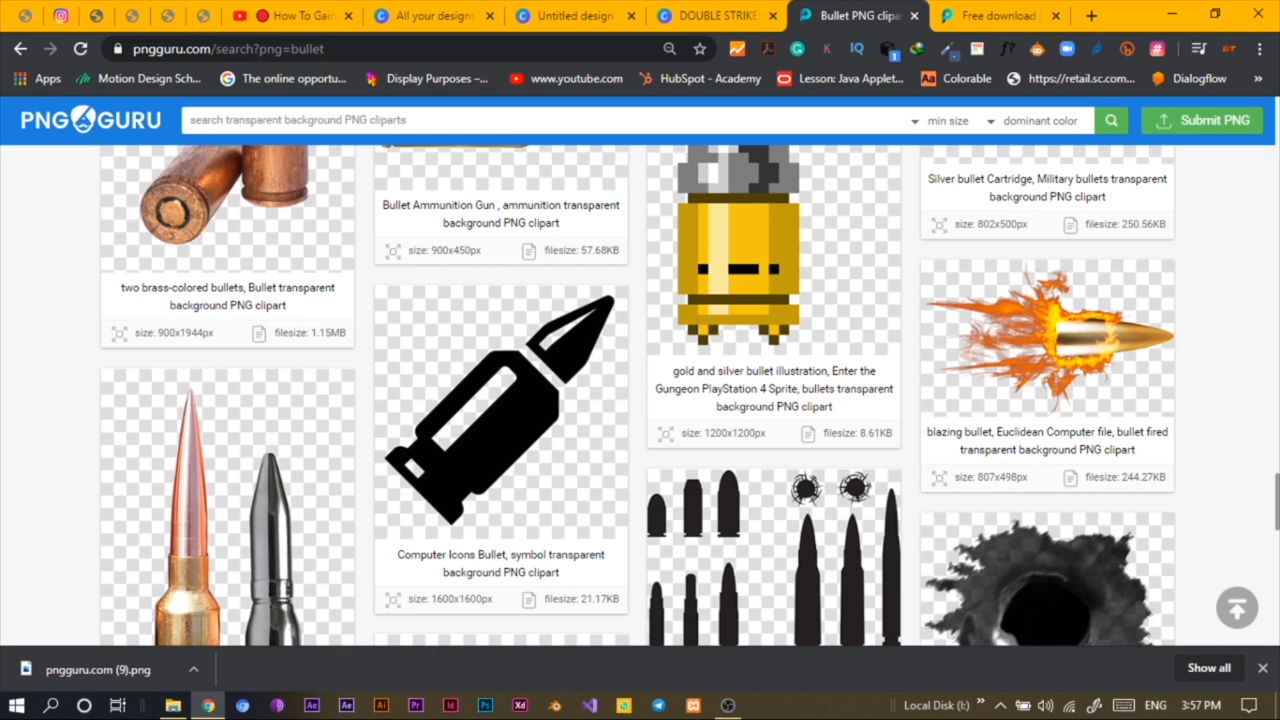 How To Gair
All your designs
Untitled design
DOUBLE STRIKE
Bullet PNG clipa
Free download
pngguru.com/search?png=bullet
Apps
Motion Design Sch...
The online opportu...
Display Purposes –...
www.youtube.com
HubSpot - Academy
Lesson: Java Applet...
Colorable
https://retail.sc.com...
Dialogflow
PNG GURU
search transparent background PNG cliparts
min size
dominant color
Submit PNG
two brass-colored bullets, Bullet transparent
background PNG clipart
size: 900x1944px
filesize: 1.15MB
Bullet Ammunition Gun , ammunition transparent
background PNG clipart
size: 900x450px
filesize: 57.68KB
Computer Icons Bullet, symbol transparent
background PNG clipart
size: 1600x1600px
filesize: 21.17KB
gold and silver bullet illustration, Enter the
Gungeon PlayStation 4 Sprite, bullets transparent
background PNG clipart
size: 1200x1200px
filesize: 8.61KB
Silver bullet Cartridge, Military bullets transparent
background PNG clipart
size: 802x500px
filesize: 250.56KB
blazing bullet, Euclidean Computer file, bullet fired
transparent background PNG clipart
size: 807x498px
filesize: 244.27KB
pngguru.com (9).png
Show all
Local Disk (I:)
ENG
3:57 PM